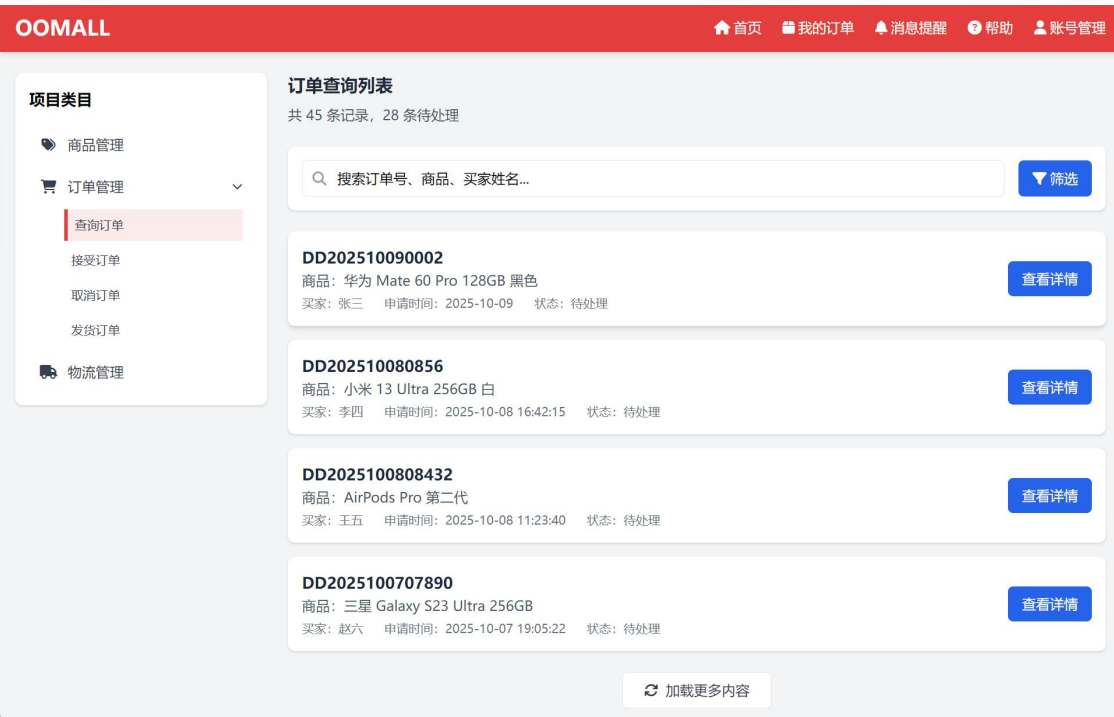 OOMALL
首页 我的订单 消息提醒 帮助 账号管理
项目类目
商品管理
订单管理
查询订单
接受订单
取消订单
发货订单
物流管理
订单查询列表
共 45 条记录，28 条待处理
搜索订单号、商品、买家姓名...
筛选
DD202510090002
商品：华为 Mate 60 Pro 128GB 黑色
买家：张三 申请时间：2025-10-09 状态：待处理
查看详情
DD202510080856
商品：小米 13 Ultra 256GB 白
买家：李四 申请时间：2025-10-08 16:42:15 状态：待处理
查看详情
DD2025100808432
商品：AirPods Pro 第二代
买家：王五 申请时间：2025-10-08 11:23:40 状态：待处理
查看详情
DD2025100707890
商品：三星 Galaxy S23 Ultra 256GB
买家：赵六 申请时间：2025-10-07 19:05:22 状态：待处理
查看详情
加载更多内容